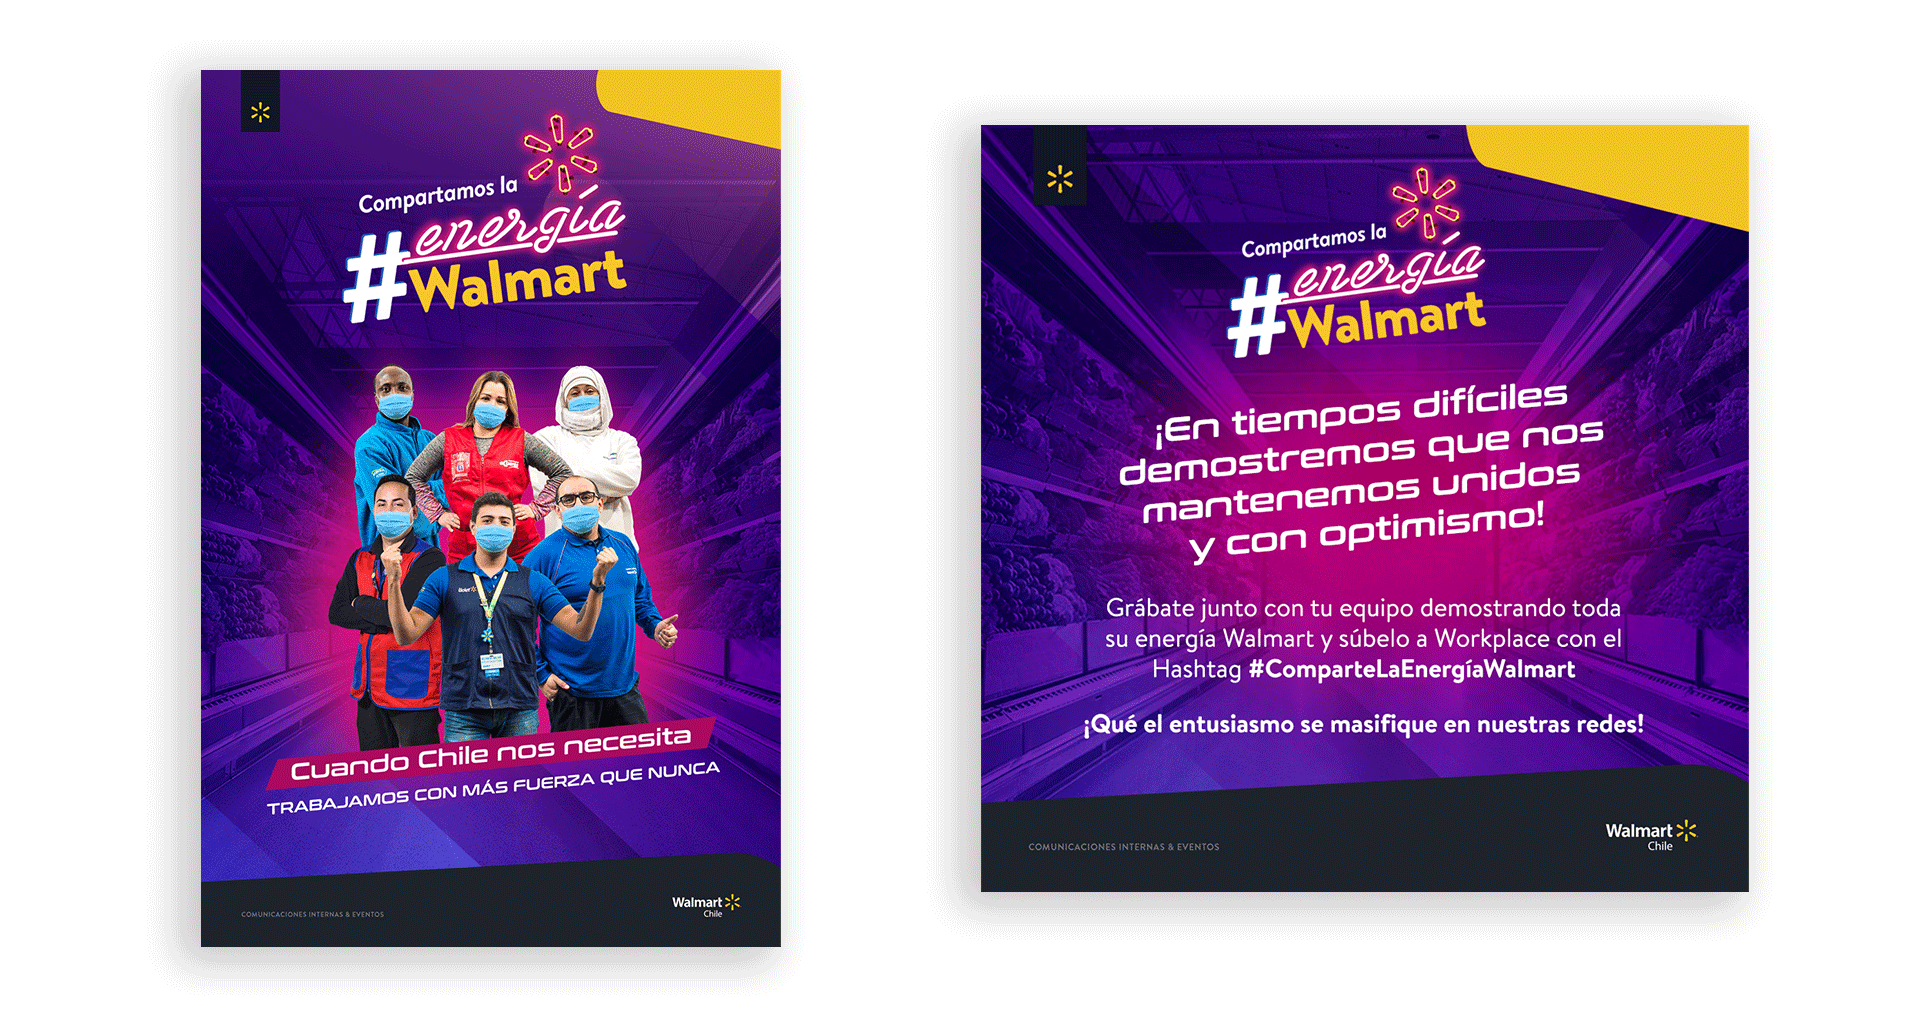 Compartamos la
#energía
Walmart
Cuando Chile nos necesita
TRABAJAMOS CON MÁS FUERZA QUE NUNCA
COMUNICACIONES INTERNAS & EVENTOS
Walmart
Chile
Compartamos la
#energía
Walmart
¡En tiempos difíciles
demostremos que nos
mantenemos unidos
y con optimismo!
Grábate junto con tu equipo demostrando toda
su energía Walmart y súbelo a Workplace con el
Hashtag #ComparteLaEnergíaWalmart
¡Qué el entusiasmo se masifique en nuestras redes!
COMUNICACIONES INTERNAS & EVENTOS
Walmart
Chile